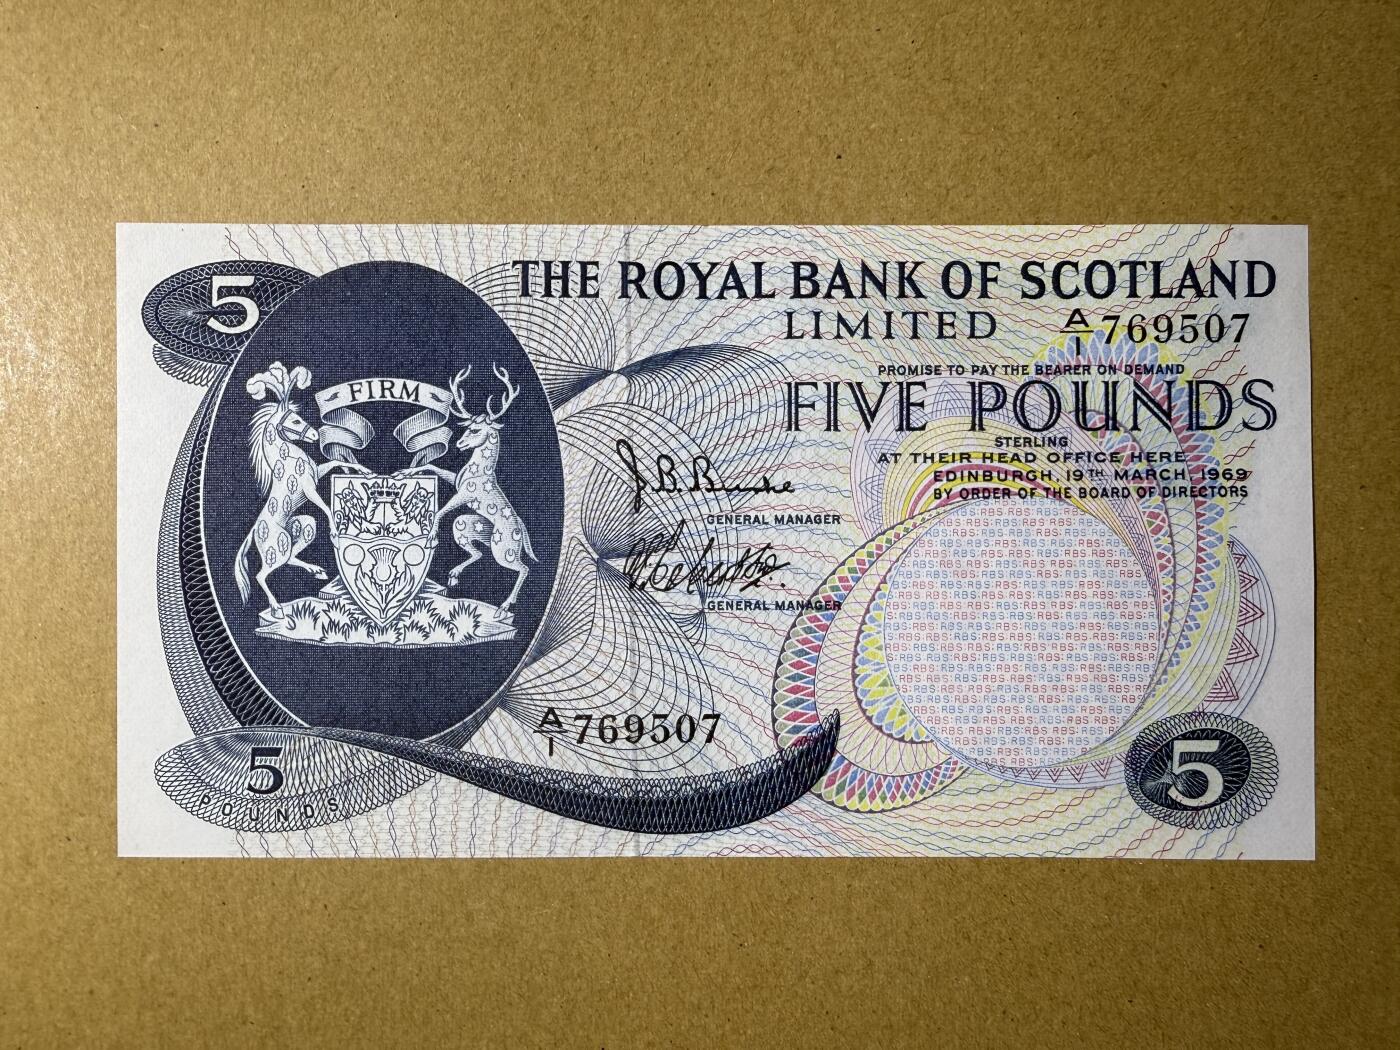 5
THE ROYAL BANK OF SCOTLAND
LIMITED A/1 769507
PROMISE TO PAY THE BEARER ON DEMAND
FIVE POUNDS
STERLING
AT THEIR HEAD OFFICE HERE
EDINBURGH, 19TH MARCH, 1969
BY ORDER OF THE BOARD OF DIRECTORS
FIRM
J.B. Burke
GENERAL MANAGER
GENERAL MANAGER
A/1 769507
5
POUNDS
5